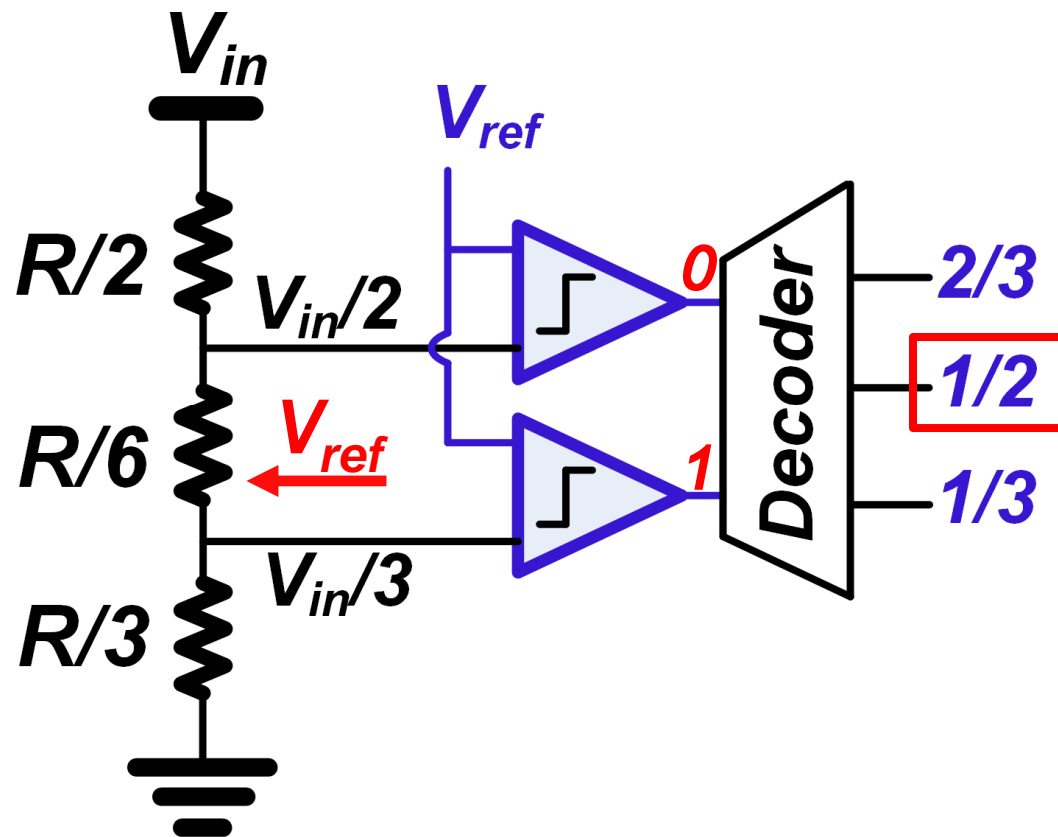 Vin
Vref
R/2
Vin/2
0
2/3
Decoder
1/2
R/6
Vref
1
1/3
Vin/3
R/3